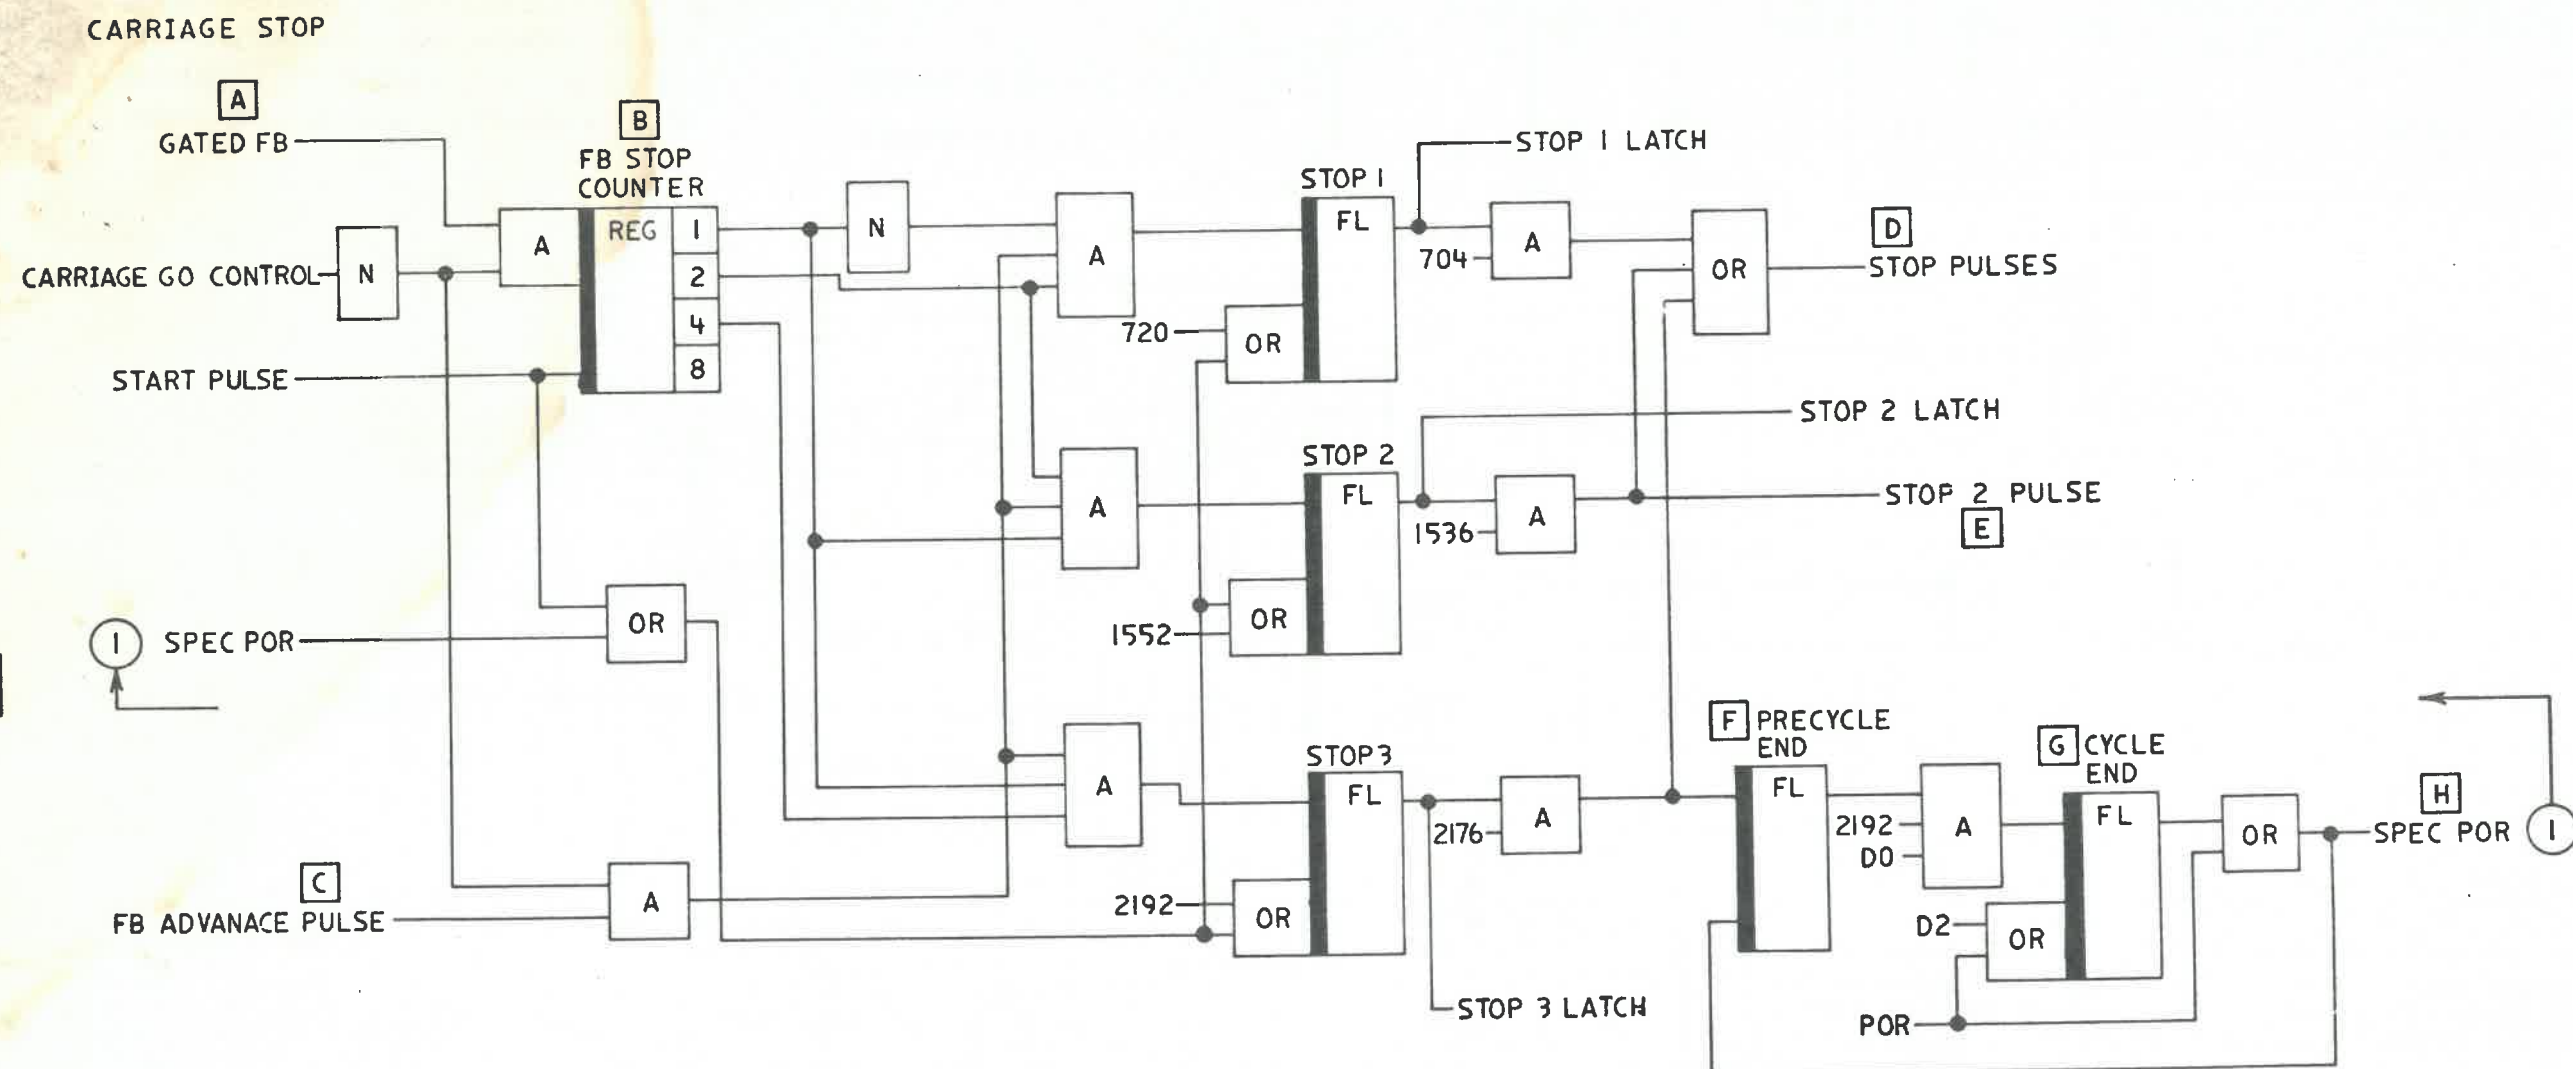 CARRIAGE STOP
A
GATED FB
B
FB STOP
COUNTER
A
REG
1
2
4
8
CARRIAGE GO CONTROL
N
START PULSE
N
A
STOP 1
FL
STOP 1 LATCH
704
A
OR
D
STOP PULSES
720
OR
STOP 2 LATCH
A
STOP 2
FL
1536
A
STOP 2 PULSE
E
1552
OR
1
SPEC POR
OR
A
STOP 3
FL
2176
A
F
PRECYCLE
END
FL
2192
D0
A
G
CYCLE
END
FL
OR
H
SPEC POR
1
C
FB ADVANACE PULSE
A
2192
OR
D2
OR
STOP 3 LATCH
POR